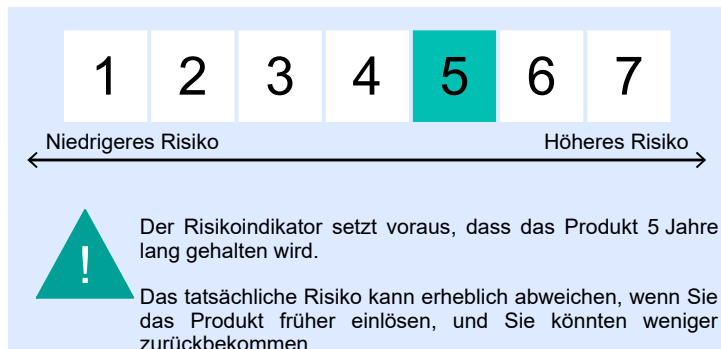 1 2 3 4 5 6 7
Niedrigeres Risiko Höheres Risiko
! Der Risikoindikator setzt voraus, dass das Produkt 5 Jahre
lang gehalten wird.
Das tatsächliche Risiko kann erheblich abweichen, wenn Sie
das Produkt früher einlösen, und Sie könnten weniger
zurückbekommen